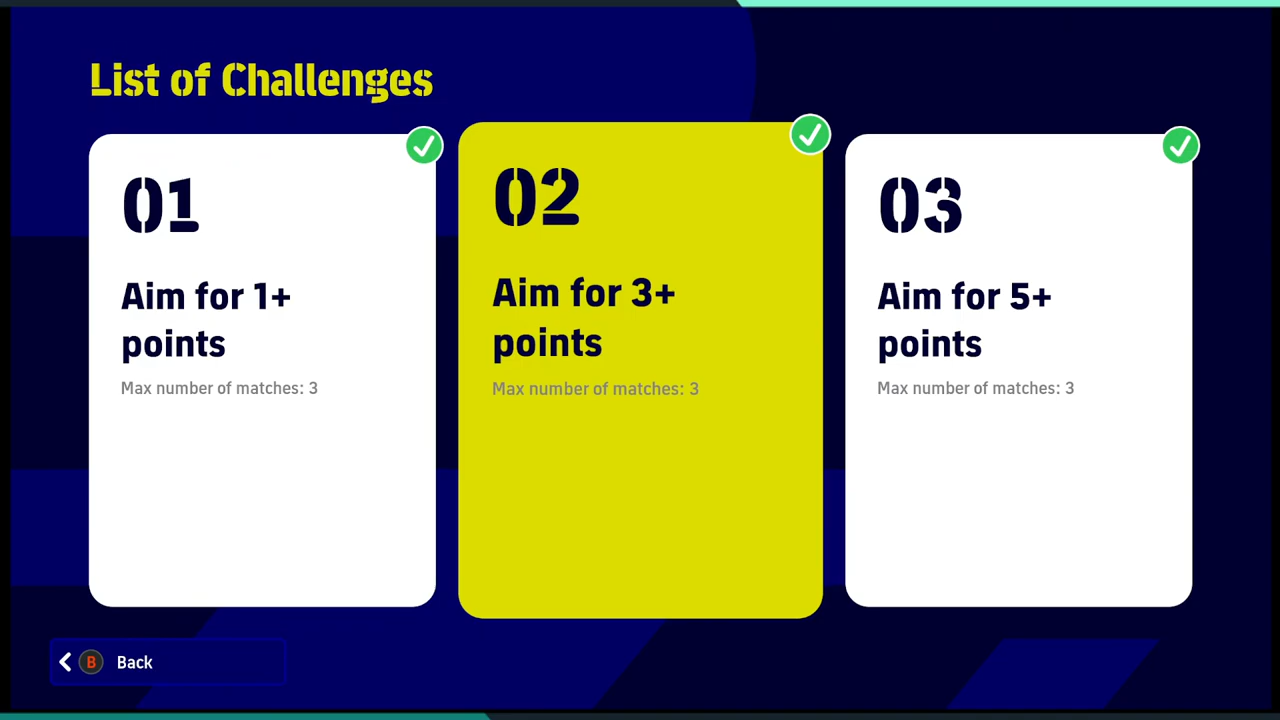 List of Challenges
01
Aim for 1+
points
Max number of matches: 3
02
Aim for 3+
points
Max number of matches: 3
03
Aim for 5+
points
Max number of matches: 3
B Back